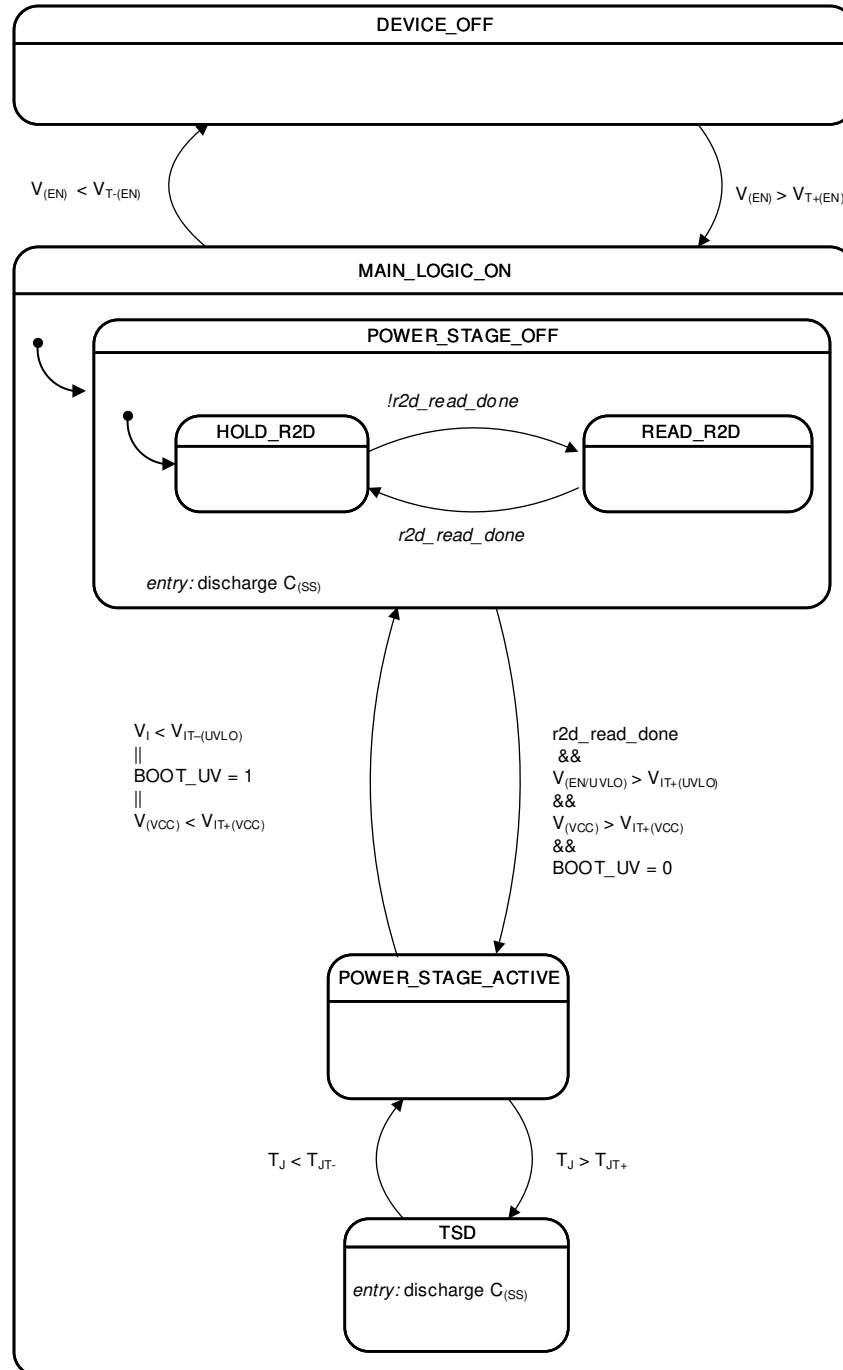 DEVICE_OFF
V(EN) < VT-(EN)
V(EN) > VT+(EN)
MAIN_LOGIC_ON
POWER_STAGE_OFF
!r2d_read_done
HOLD_R2D
READ_R2D
r2d_read_done
entry: discharge C(SS)
VI < VIT–(UVLO)
||
BOOT_UV = 1
||
V(VCC) < VIT+(VCC)
r2d_read_done
&&
V(EN/UVLO) > VIT+(UVLO)
&&
V(VCC) > VIT+(VCC)
&&
BOOT_UV = 0
POWER_STAGE_ACTIVE
TJ < TJT-
TJ > TJT+
TSD
entry: discharge C(SS)